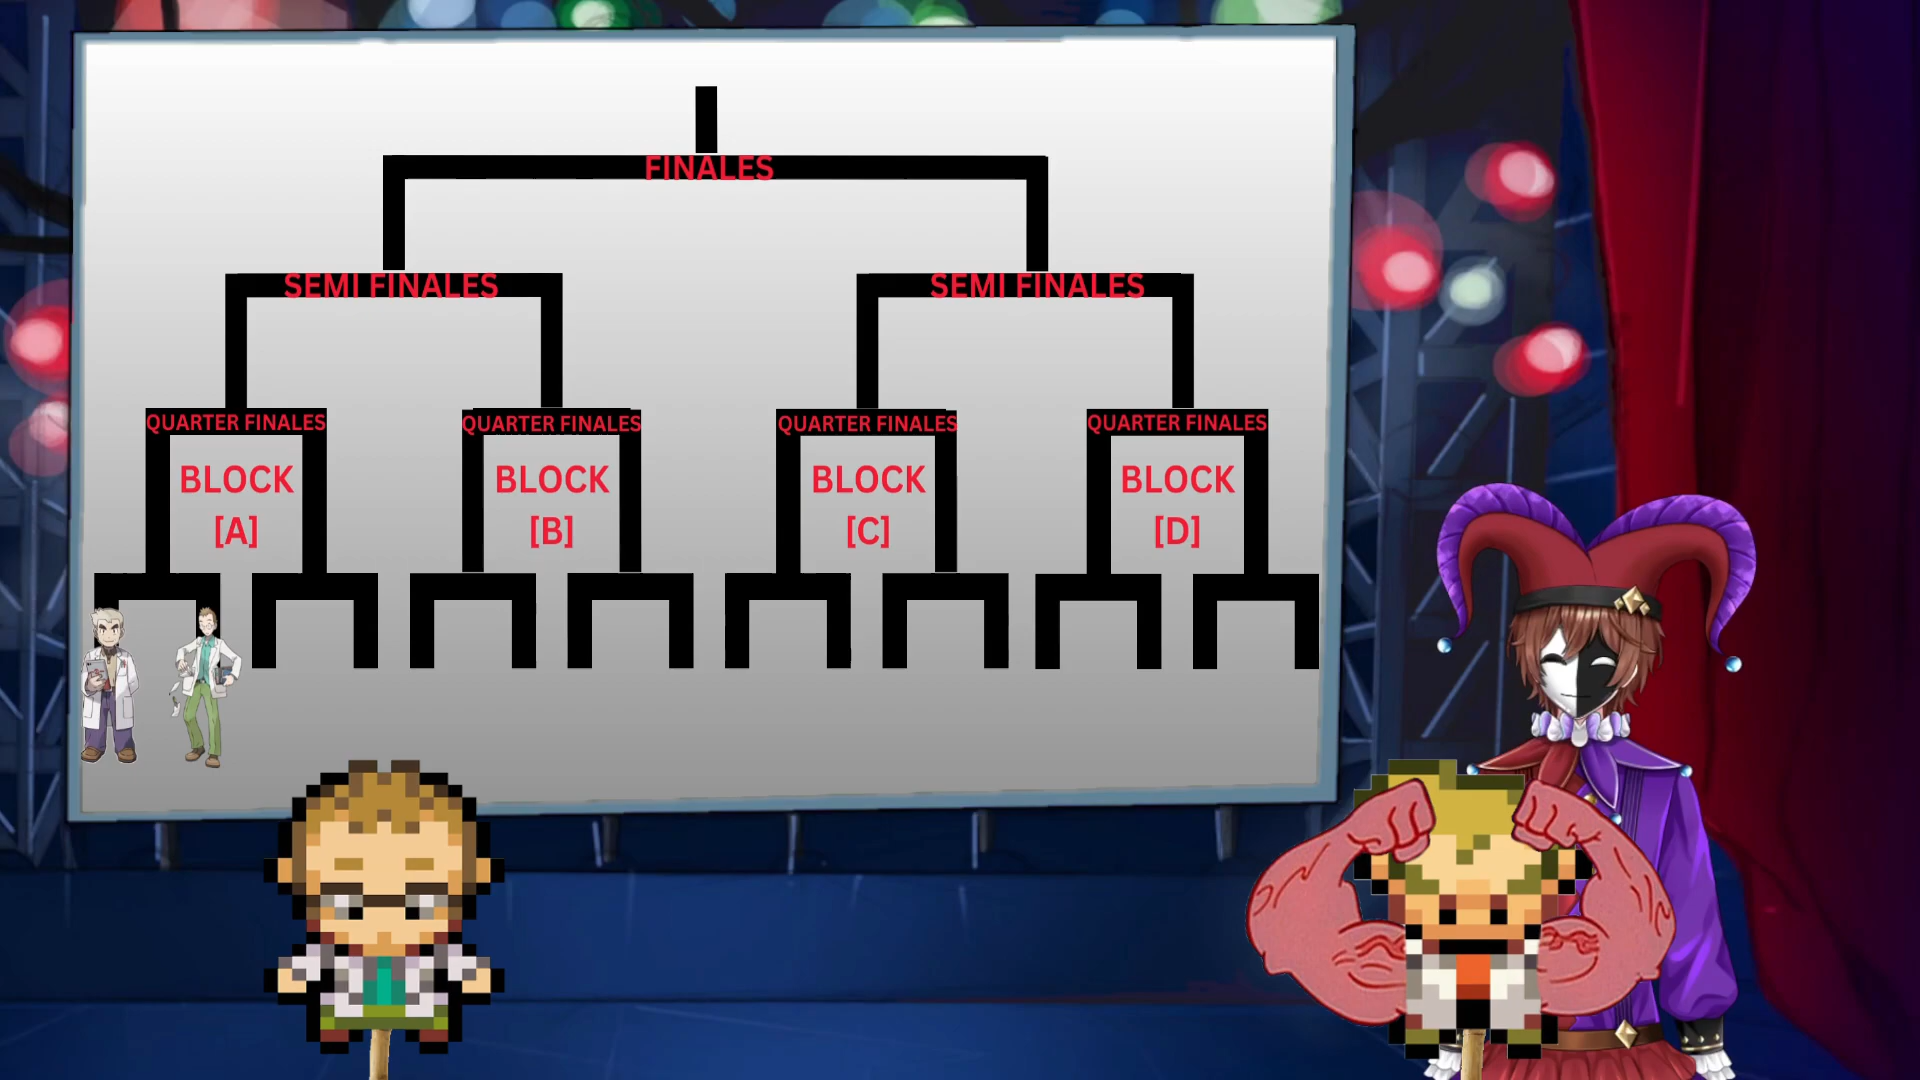 FINALES
SEMI FINALES
SEMI FINALES
QUARTER FINALES
QUARTER FINALES
QUARTER FINALES
QUARTER FINALES
BLOCK
[A]
BLOCK
[B]
BLOCK
[C]
BLOCK
[D]